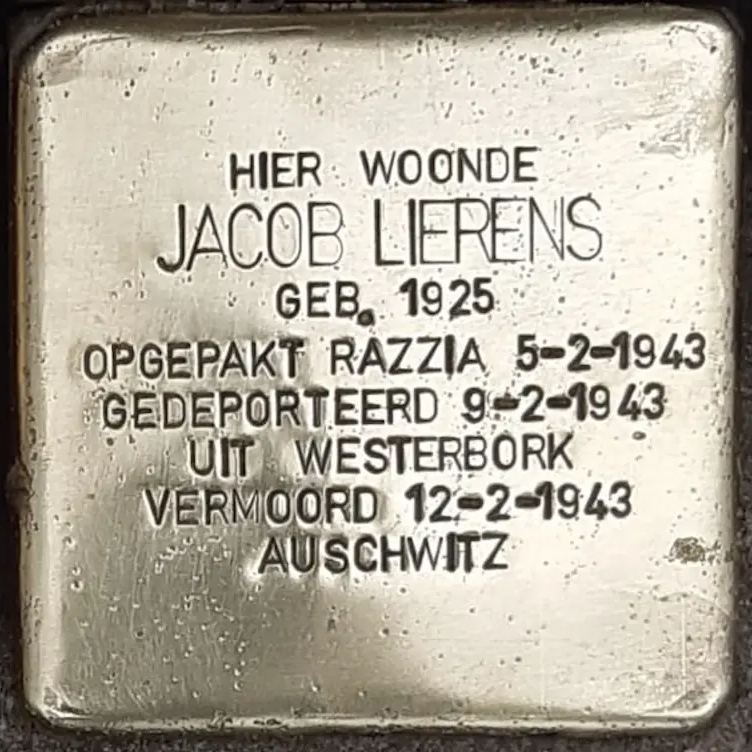 HIER WOONDE
JACOB LIERENS
GEB. 1925
OPGEPAKT RAZZIA 5-2-1943
GEDEPORTEERD 9-2-1943
UIT WESTERBORK
VERMOORD 12-2-1943
AUSCHWITZ